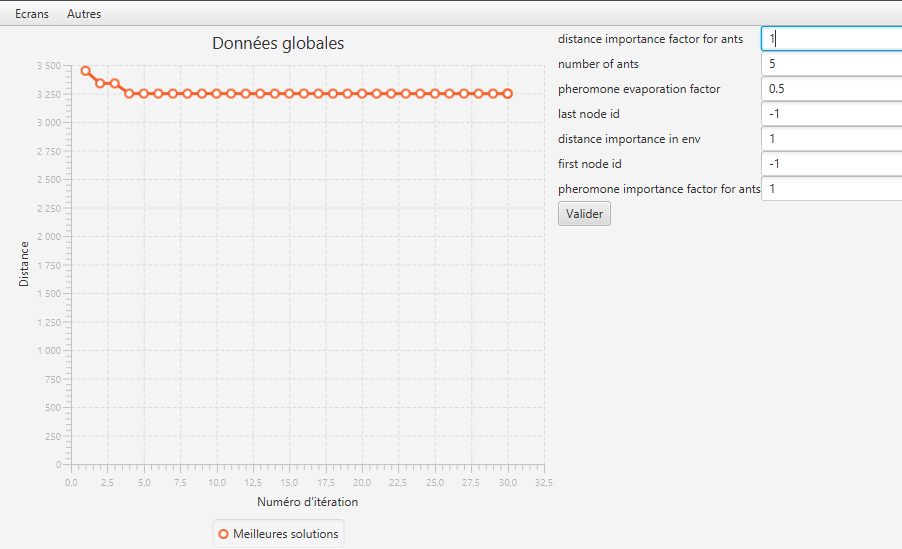 Ecrans Autres
Données globales
distance importance factor for ants 1
number of ants 5
pheromone evaporation factor 0.5
last node id -1
distance importance in env 1
first node id -1
pheromone importance factor for ants 1
Valider
Distance
3 500
3 250
3 000
2 750
2 500
2 250
2 000
1 750
1 500
1 250
1 000
750
500
250
0
0,0 2,5 5,0 7,5 10,0 12,5 15,0 17,5 20,0 22,5 25,0 27,5 30,0 32,5
Numéro d'itération
Meilleures solutions